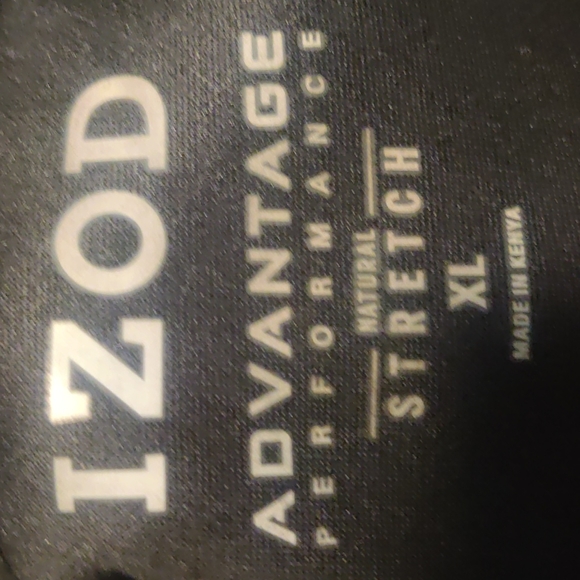 IZOD
ADVANTAGE
PERFORMANCE
NATURAL
STRETCH
XL
MADE IN KENYA